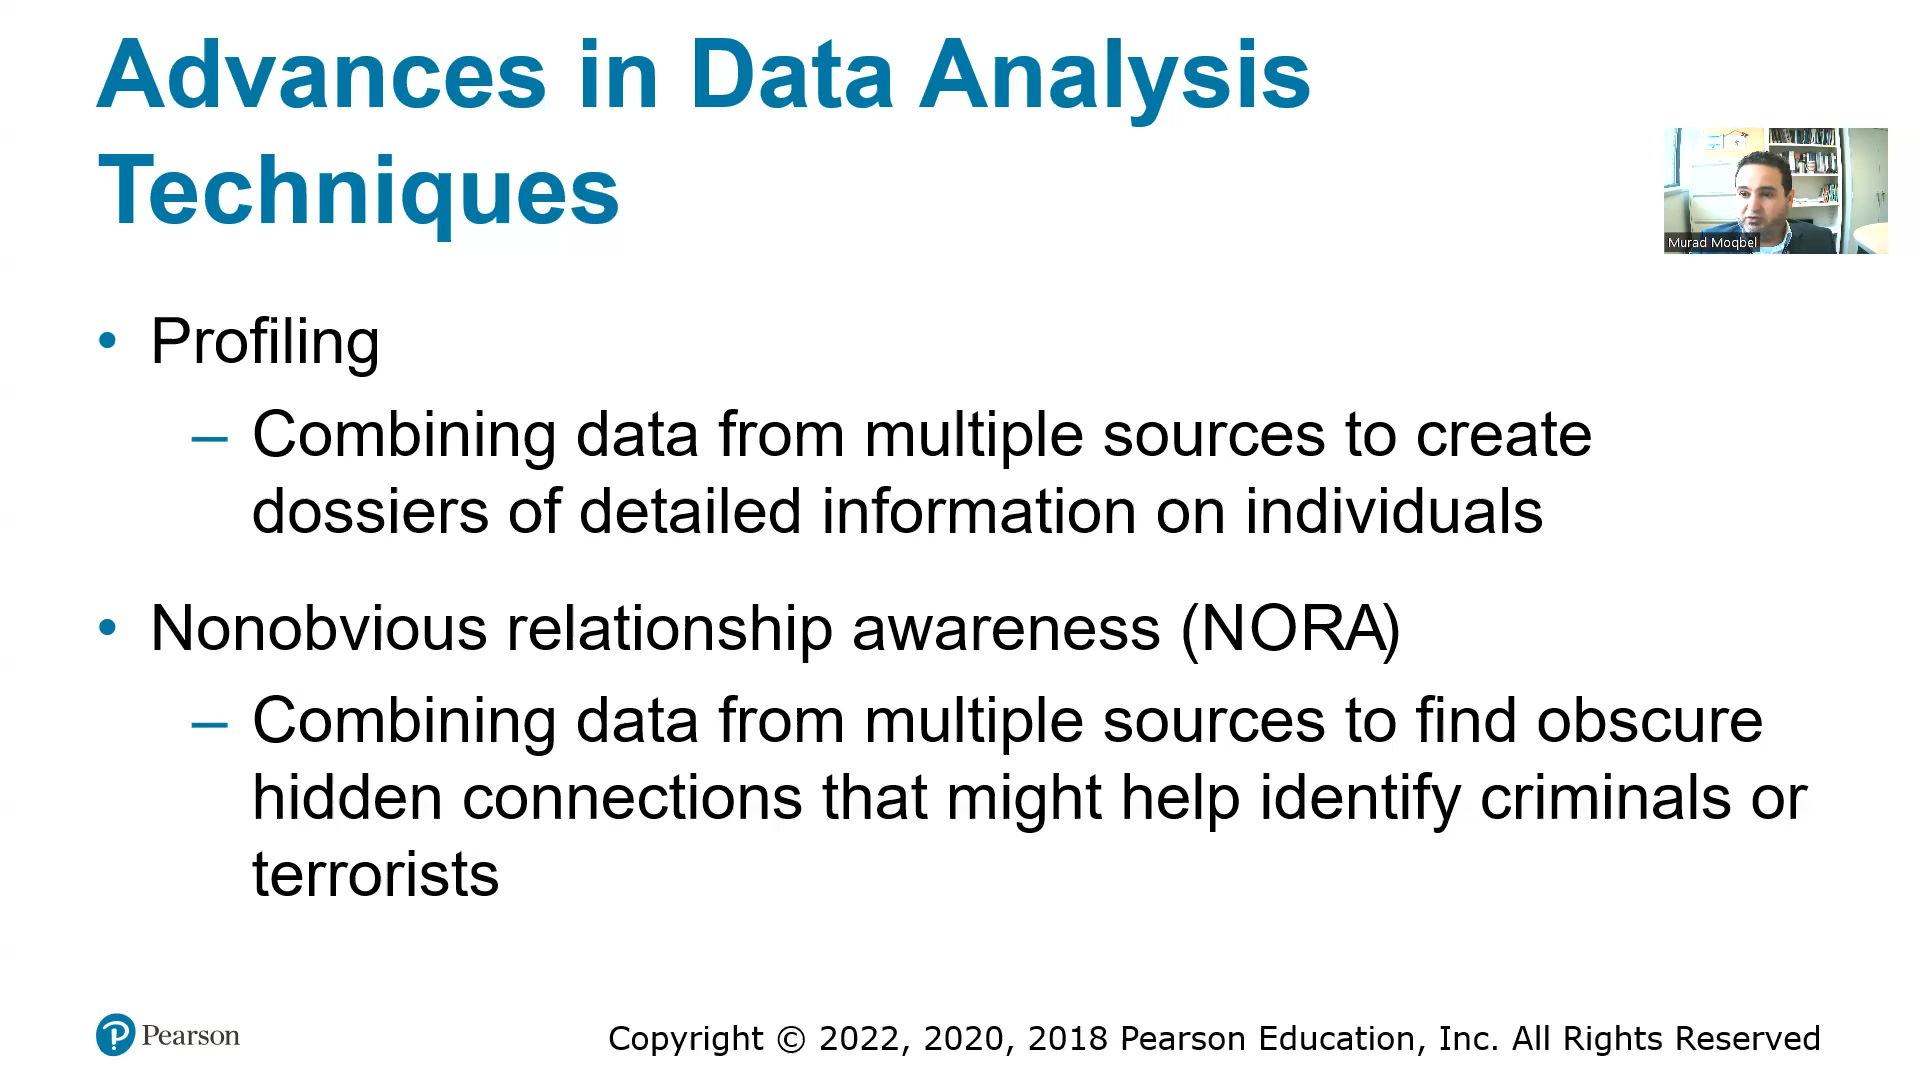 Advances in Data Analysis
Techniques
Murad Moqbel
• Profiling
– Combining data from multiple sources to create
dossiers of detailed information on individuals
• Nonobvious relationship awareness (NORA)
– Combining data from multiple sources to find obscure
hidden connections that might help identify criminals or
terrorists
Pearson
Copyright © 2022, 2020, 2018 Pearson Education, Inc. All Rights Reserved